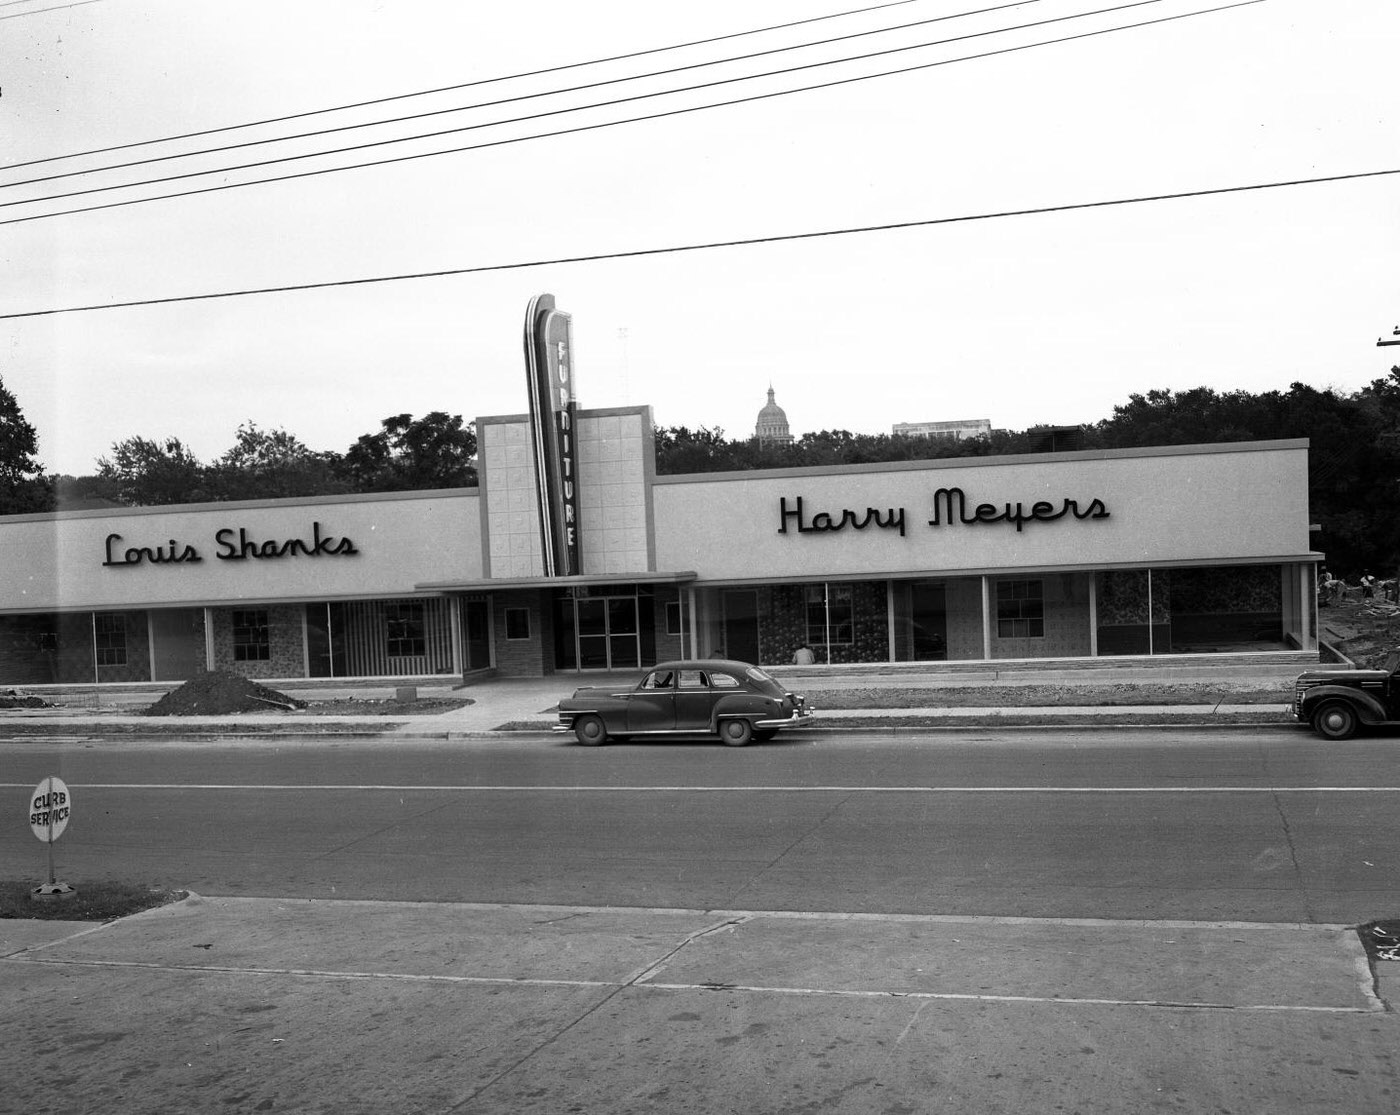 FURNITURE
Louis Shanks
Harry Meyers
CURB
SERVICE